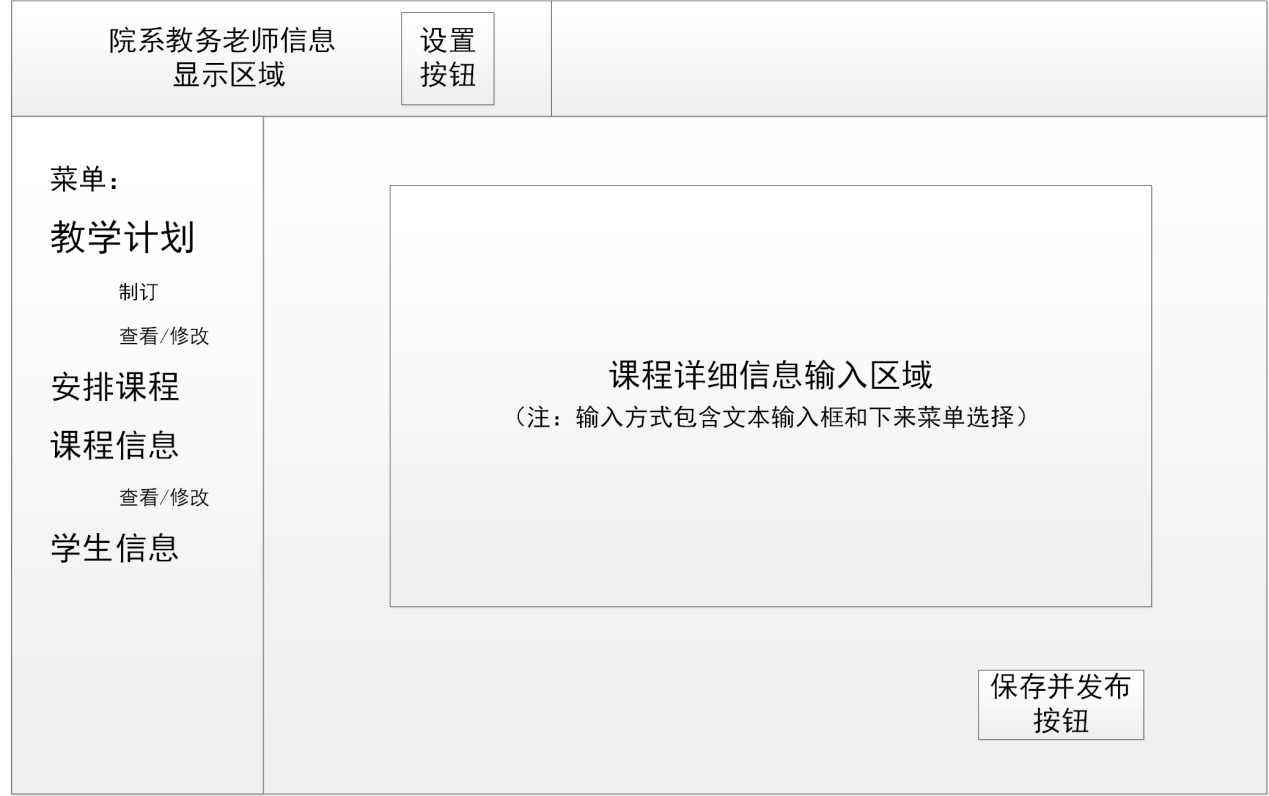 院系教务老师信息
显示区域
设置
按钮
菜单：
教学计划
制订
查看/修改
安排课程
课程信息
查看/修改
学生信息
课程详细信息输入区域
（注：输入方式包含文本输入框和下来菜单选择）
保存并发布
按钮